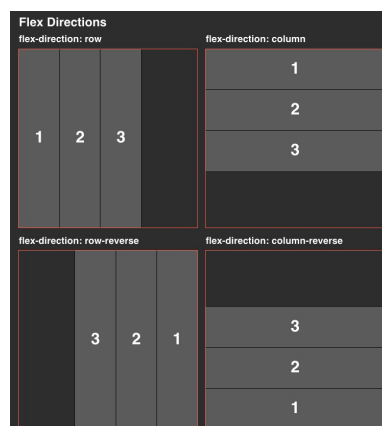 Flex Directions
flex-direction: row
1 2 3
flex-direction: column
1
2
3
flex-direction: row-reverse
3 2 1
flex-direction: column-reverse
3
2
1